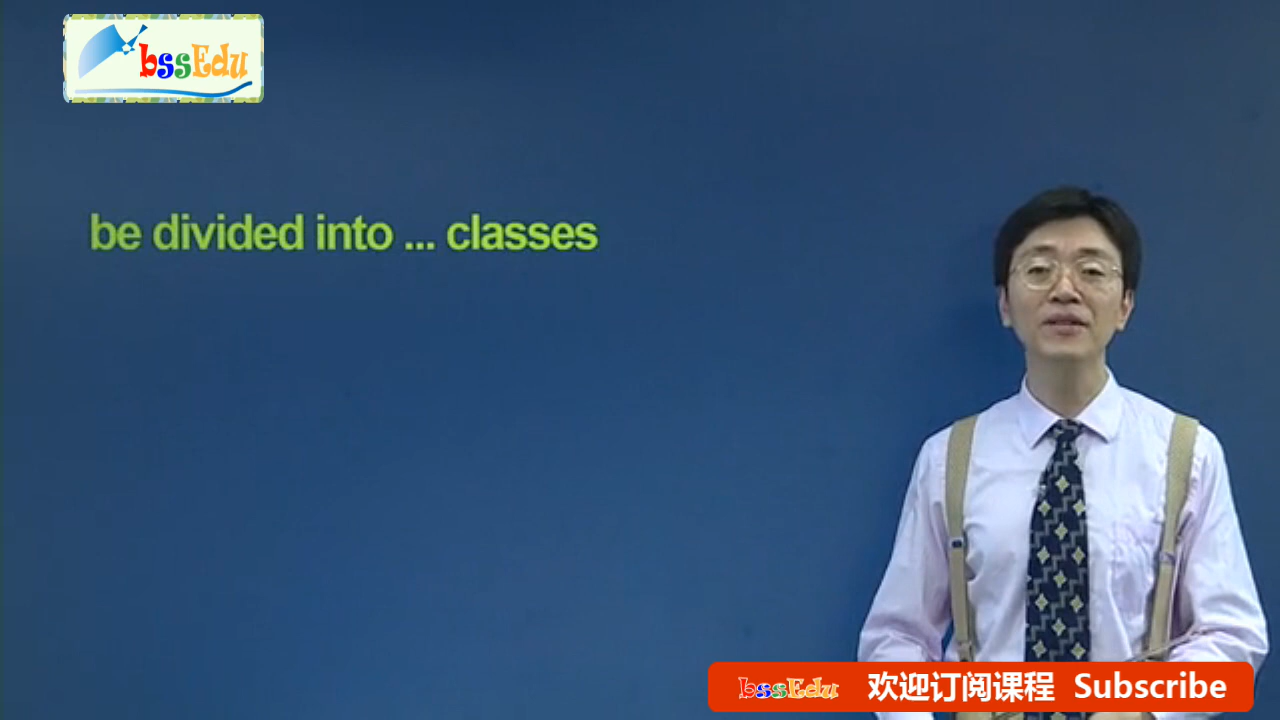 bssEdu
be divided into ... classes
bssEdu 欢迎订阅课程 Subscribe